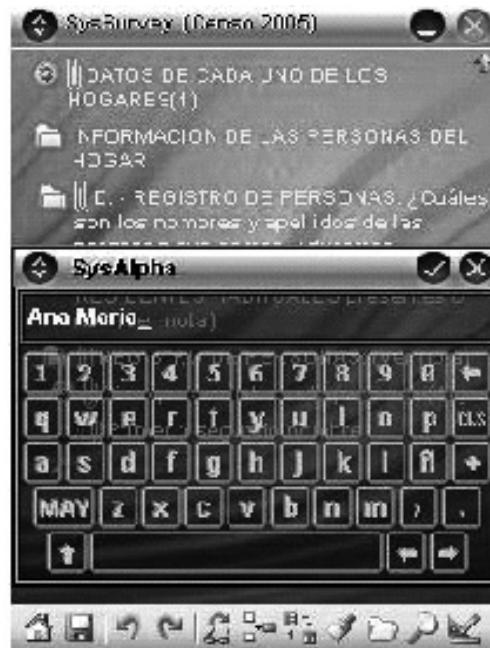 SysSurvey (Censo 2005)
DATOS DE CADA UNO DE LOS
HOGARES(1)
INFORMACION DE LAS PERSONAS DEL
HOGAR
- REGISTRO DE PERSONAS. ¿Cuáles
son los nombres y apellidos de las
SysAlpha
Ana Maria_
nota)
1 2 3 4 5 6 7 8 9 0
q w e r t y u i o p CLS
a s d f g h j k l ñ
MAY z x c v b n m , .